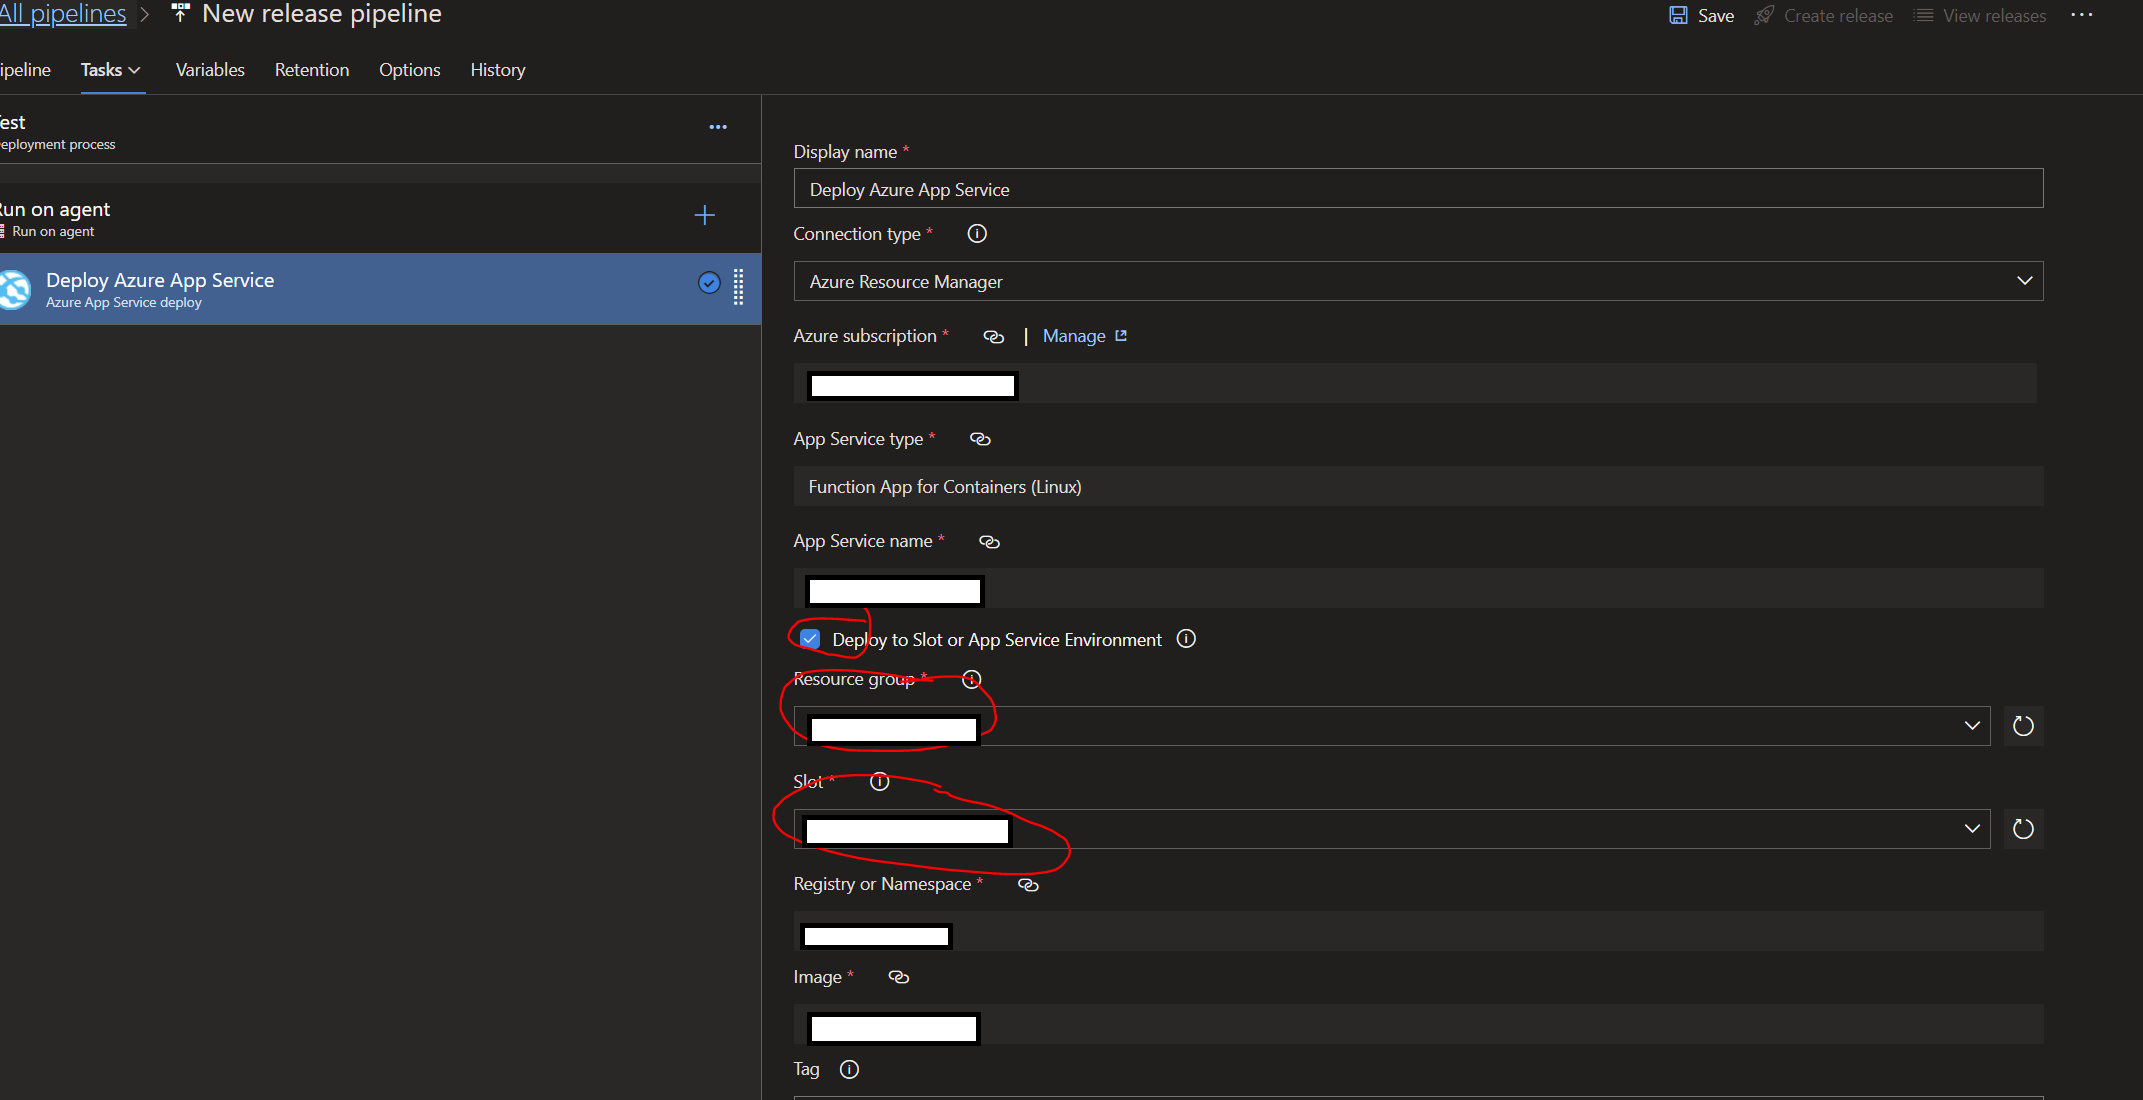 All pipelines New release pipeline Save Create release View releases
ipeline Tasks Variables Retention Options History
est
eployment process
Run on agent
Run on agent
Deploy Azure App Service
Azure App Service deploy
Display name *
Deploy Azure App Service
Connection type *
Azure Resource Manager
Azure subscription * | Manage
App Service type *
Function App for Containers (Linux)
App Service name *
Deploy to Slot or App Service Environment
Resource group *
Slot *
Registry or Namespace *
Image *
Tag